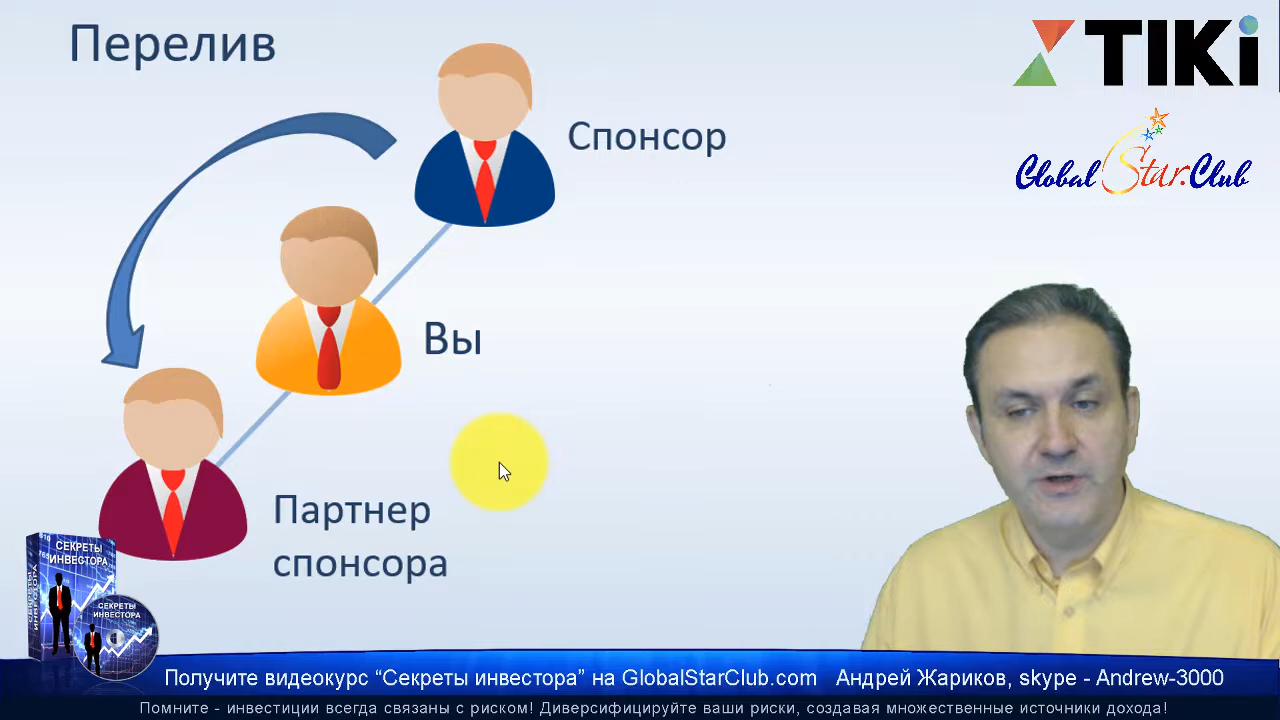 Перелив
TIKi
Спонсор
Global Star.Club
Вы
Партнер
спонсора
СЕКРЕТЫ
ИНВЕСТОРА
СЕКРЕТЫ
ИНВЕСТОРА
Получите видеокурс “Секреты инвестора” на GlobalStarClub.com Андрей Жариков, skype - Andrew-3000
Помните - инвестиции всегда связаны с риском! Диверсифицируйте ваши риски, создавая множественные источники дохода!